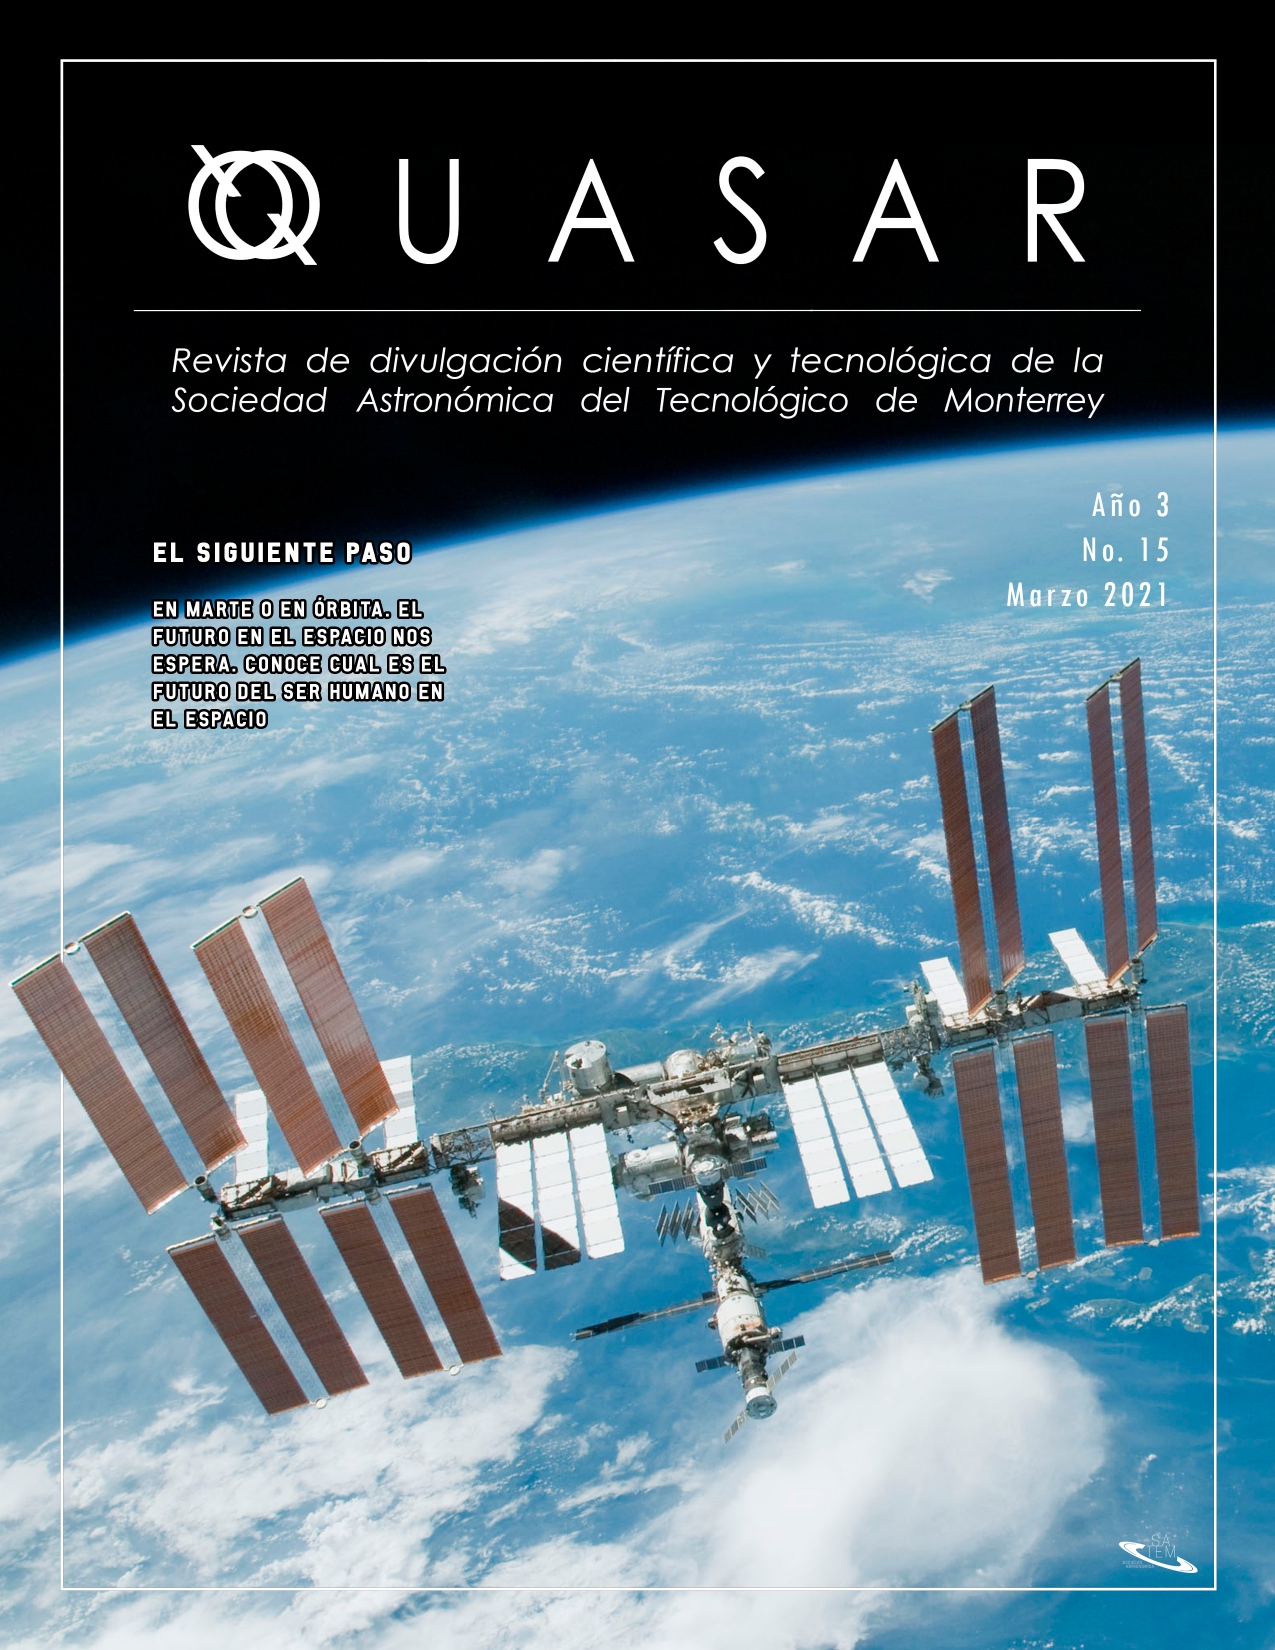 QUASAR
Revista de divulgación científica y tecnológica de la
Sociedad Astronómica del Tecnológico de Monterrey
Año 3
No. 15
Marzo 2021
EL SIGUIENTE PASO
EN MARTE O EN ÓRBITA. EL
FUTURO EN EL ESPACIO NOS
ESPERA. CONOCE CUAL ES EL
FUTURO DEL SER HUMANO EN
EL ESPACIO
SA
TEM